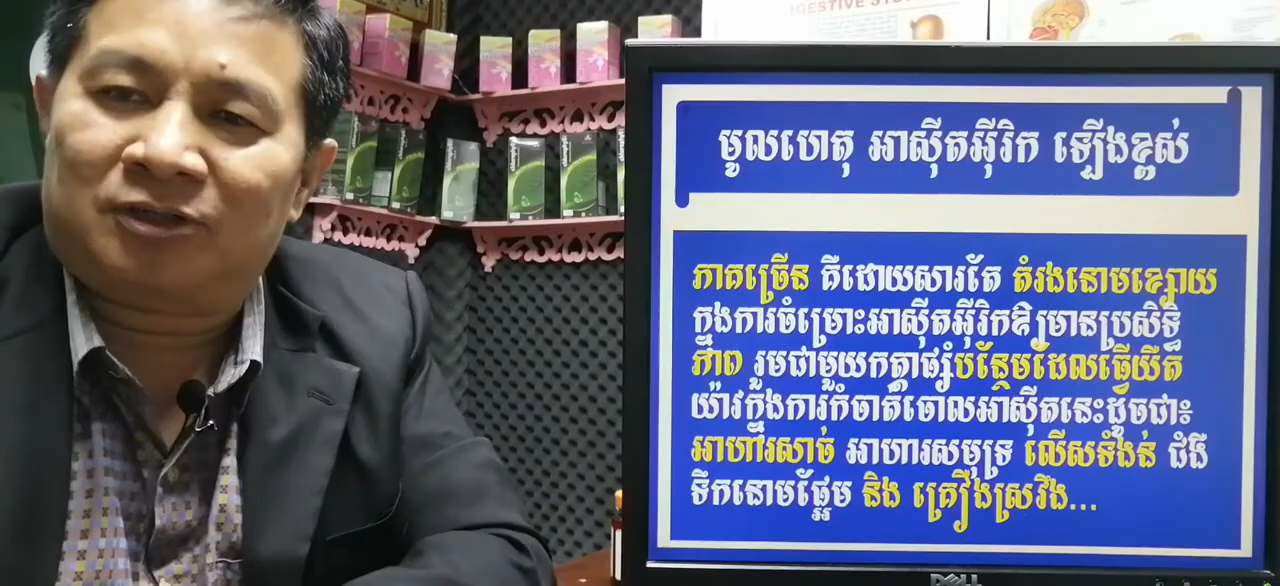 DIGESTIVE
មូលហេតុ អាស៊ីតអ៊ីរិក ឡើងខ្ពស់
ភាគច្រើន គឺដោយសារតែ តំរងនោមខ្សោយ
ក្នុងការចំម្រោះអាស៊ីតអ៊ីរិកឱ្យមានប្រសិទ្ធិ
ភាព រួមជាមួយកត្តាផ្សំបន្ថែមដែលធ្វើយឺត
យ៉ាវក្នុងការកំចាត់ចោលអាស៊ីតនេះដូចជា៖
អាហារសាច់ អាហារសមុទ្រ លើសទំងន់ ជំងឺ
ទឹកនោមផ្អែម និង គ្រឿងស្រវឹង...
DELL